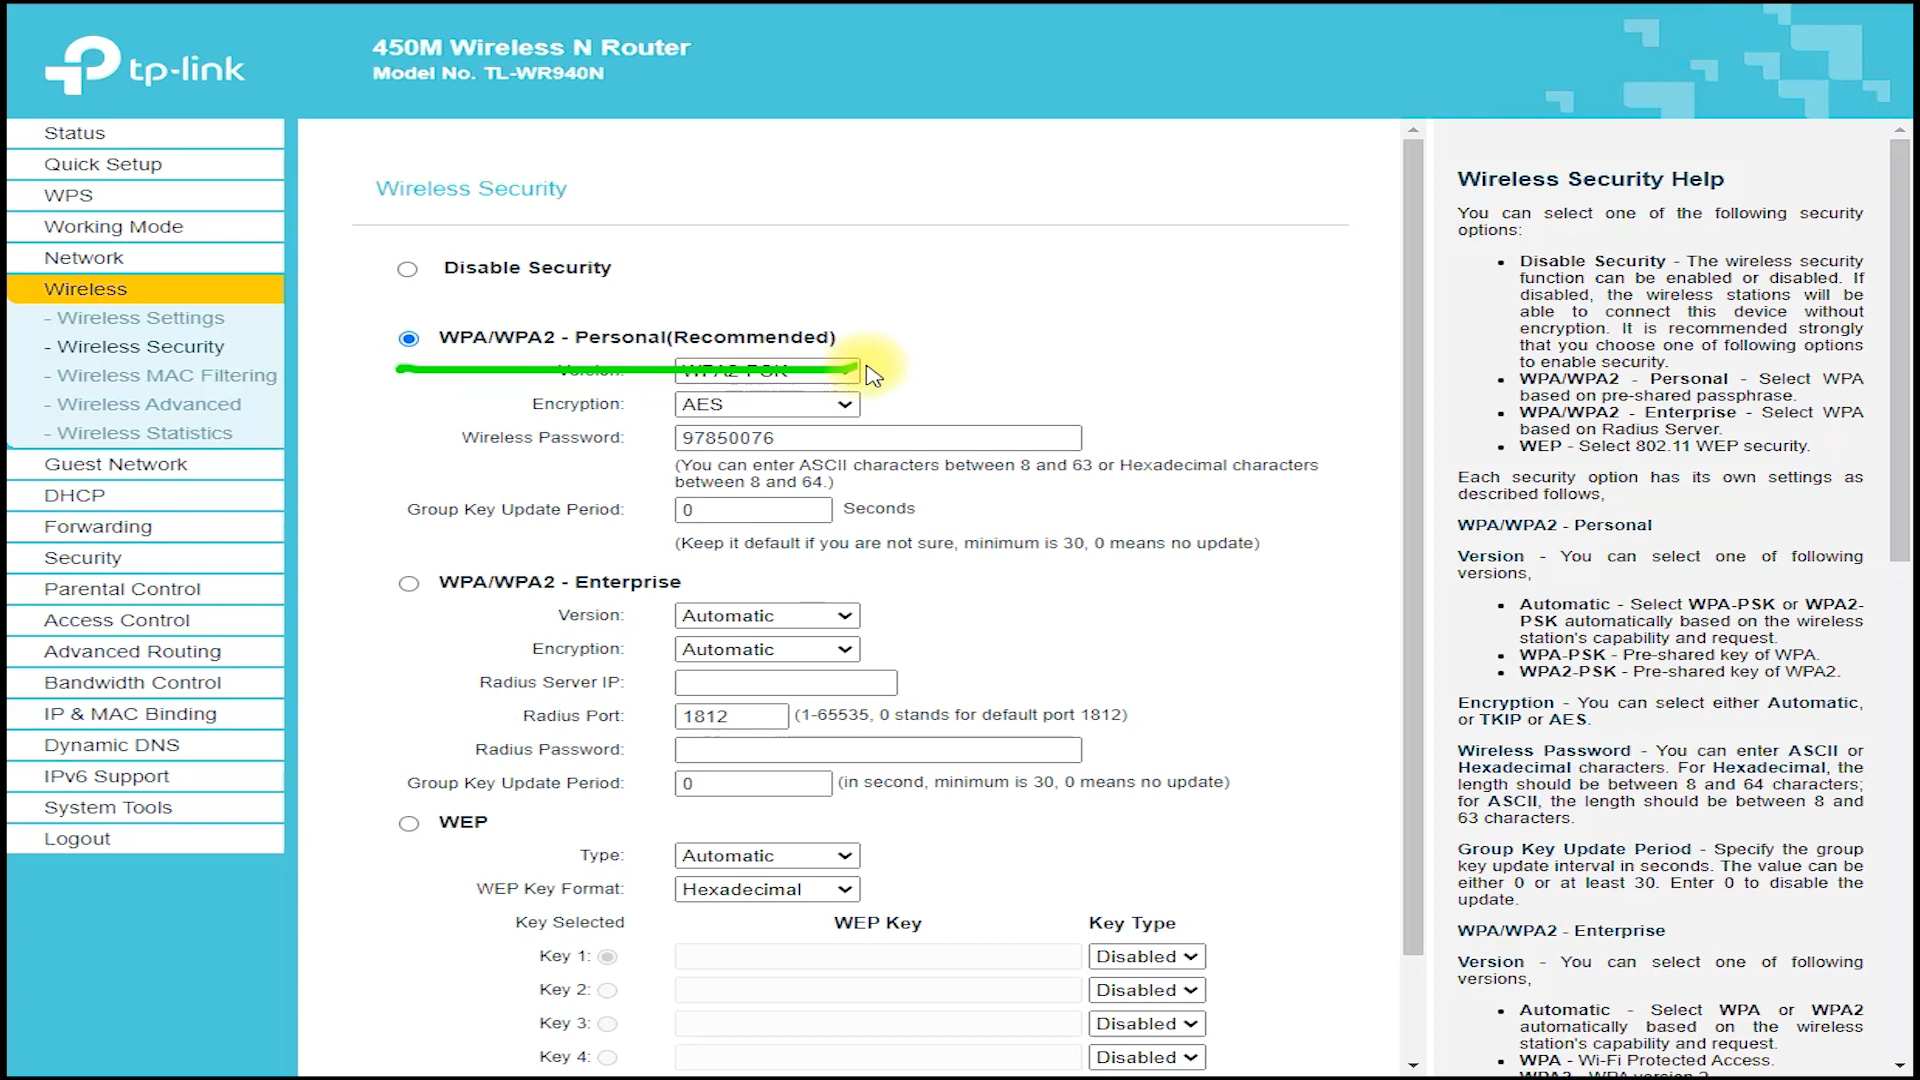 tp-link
450M Wireless N Router
Model No. TL-WR940N
Status
Quick Setup
WPS
Working Mode
Network
Wireless
- Wireless Settings
- Wireless Security
- Wireless MAC Filtering
- Wireless Advanced
- Wireless Statistics
Guest Network
DHCP
Forwarding
Security
Parental Control
Access Control
Advanced Routing
Bandwidth Control
IP & MAC Binding
Dynamic DNS
IPv6 Support
System Tools
Logout
Wireless Security
Disable Security
WPA/WPA2 - Personal(Recommended)
Version: WPA2-PSK
Encryption: AES
Wireless Password: 97850076
(You can enter ASCII characters between 8 and 63 or Hexadecimal characters
between 8 and 64.)
Group Key Update Period: 0 Seconds
(Keep it default if you are not sure, minimum is 30, 0 means no update)
WPA/WPA2 - Enterprise
Version: Automatic
Encryption: Automatic
Radius Server IP:
Radius Port: 1812 (1-65535, 0 stands for default port 1812)
Radius Password:
Group Key Update Period: 0 (in second, minimum is 30, 0 means no update)
WEP
Type: Automatic
WEP Key Format: Hexadecimal
Key Selected WEP Key Key Type
Key 1: Disabled
Key 2: Disabled
Key 3: Disabled
Key 4: Disabled
Wireless Security Help
You can select one of the following security
options:
• Disable Security - The wireless security
function can be enabled or disabled. If
disabled, the wireless stations will be
able to connect this device without
encryption. It is recommended strongly
that you choose one of following options
to enable security.
• WPA/WPA2 - Personal - Select WPA
based on pre-shared passphrase.
• WPA/WPA2 - Enterprise - Select WPA
based on Radius Server.
• WEP - Select 802.11 WEP security.
Each security option has its own settings as
described follows,
WPA/WPA2 - Personal
Version - You can select one of following
versions,
• Automatic - Select WPA-PSK or WPA2-
PSK automatically based on the wireless
station's capability and request.
• WPA-PSK - Pre-shared key of WPA.
• WPA2-PSK - Pre-shared key of WPA2.
Encryption - You can select either Automatic,
or TKIP or AES.
Wireless Password - You can enter ASCII or
Hexadecimal characters. For Hexadecimal, the
length should be between 8 and 64 characters;
for ASCII, the length should be between 8 and
63 characters.
Group Key Update Period - Specify the group
key update interval in seconds. The value can be
either 0 or at least 30. Enter 0 to disable the
update.
WPA/WPA2 - Enterprise
Version - You can select one of following
versions,
• Automatic - Select WPA or WPA2
automatically based on the wireless
station's capability and request.
• WPA - Wi-Fi Protected Access.
• WPA2 - WPA version 2.